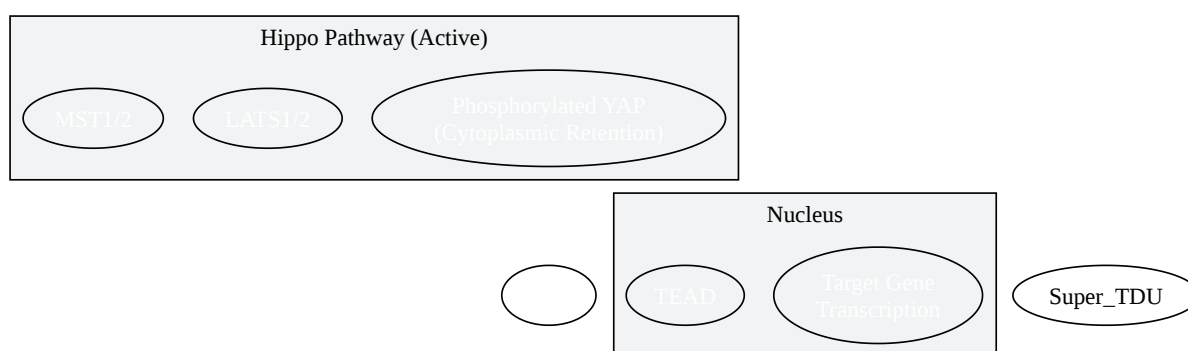 Hippo Pathway (Active)
MST1/2
LATS1/2
Phosphorylated YAP
(Cytoplasmic Retention)
Nucleus
TEAD
Target Gene
Transcription
Super_TDU